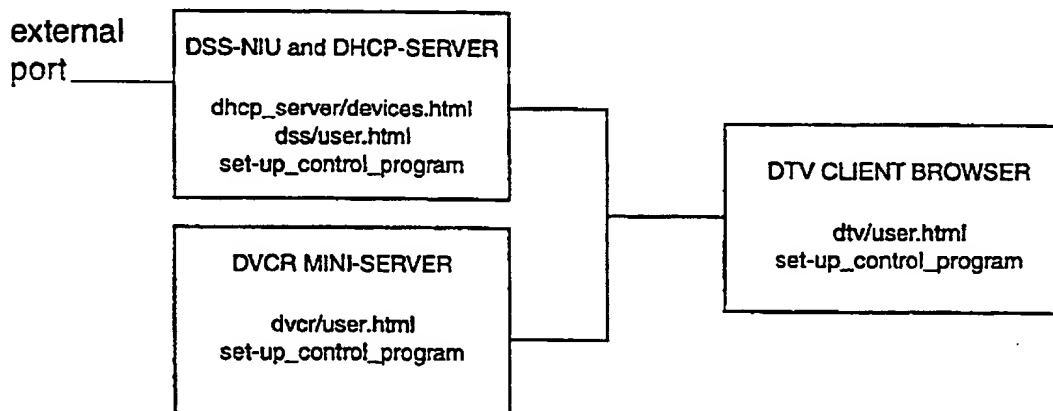 external
port
DSS-NIU and DHCP-SERVER
dhcp_server/devices.html
dss/user.html
set-up_control_program
DVCR MINI-SERVER
dvcr/user.html
set-up_control_program
DTV CLIENT BROWSER
dtv/user.html
set-up_control_program